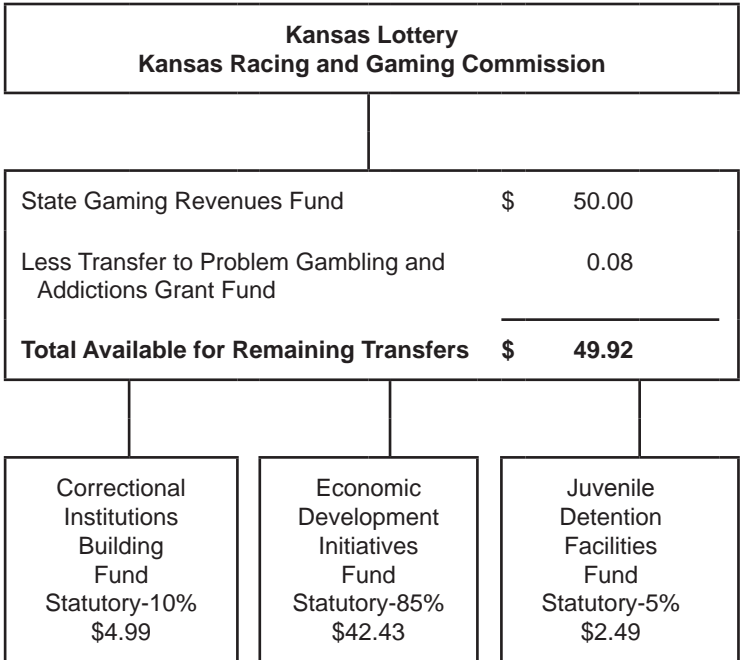 Kansas Lottery
Kansas Racing and Gaming Commission
State Gaming Revenues Fund $ 50.00
Less Transfer to Problem Gambling and 0.08
Addictions Grant Fund
Total Available for Remaining Transfers $ 49.92
Correctional
Institutions
Building
Fund
Statutory-10%
$4.99
Economic
Development
Initiatives
Fund
Statutory-85%
$42.43
Juvenile
Detention
Facilities
Fund
Statutory-5%
$2.49